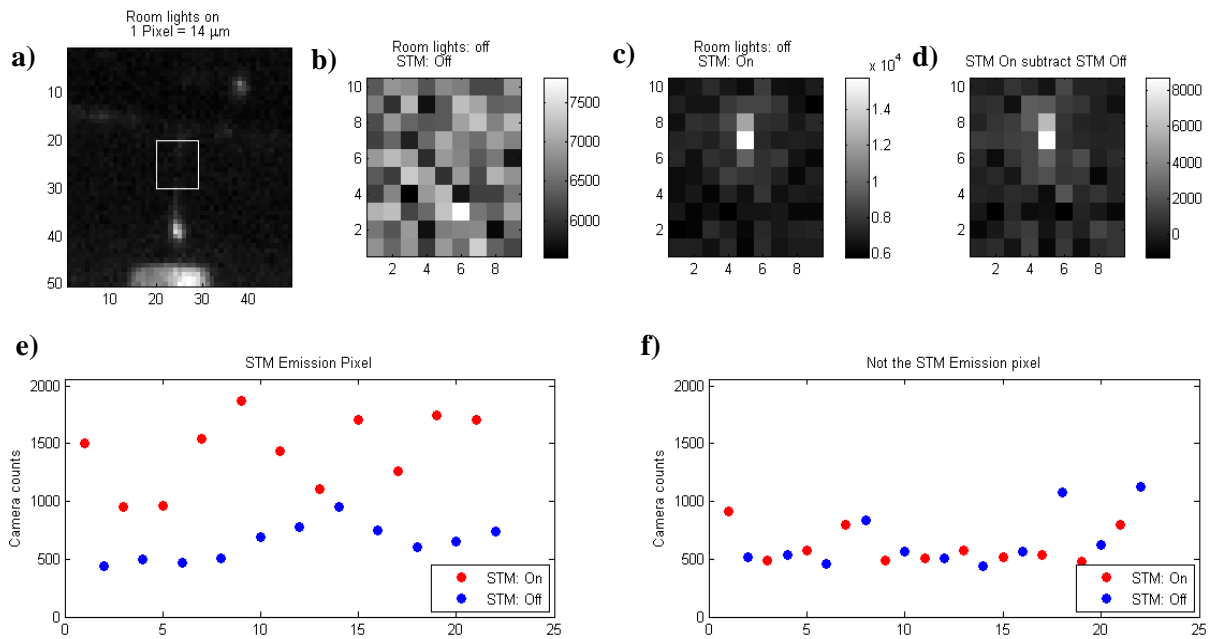 a)
Room lights on
1 Pixel = 14 μm
10
20
30
40
50
10 20 30 40
b)
Room lights: off
STM: Off
10
8
6
4
2
2 4 6 8
7500
7000
6500
6000
c)
Room lights: off
STM: On
x 10^4
10
8
6
4
2
2 4 6 8
1.6
1.4
1.2
1
0.8
0.6
d)
STM On subtract STM Off
10
8
6
4
2
2 4 6 8
8000
6000
4000
2000
0
e)
STM Emission Pixel
Camera counts
2000
1500
1000
500
0
0 5 10 15 20 25
STM: On
STM: Off
f)
Not the STM Emission pixel
Camera counts
2000
1500
1000
500
0
0 5 10 15 20 25
STM: On
STM: Off